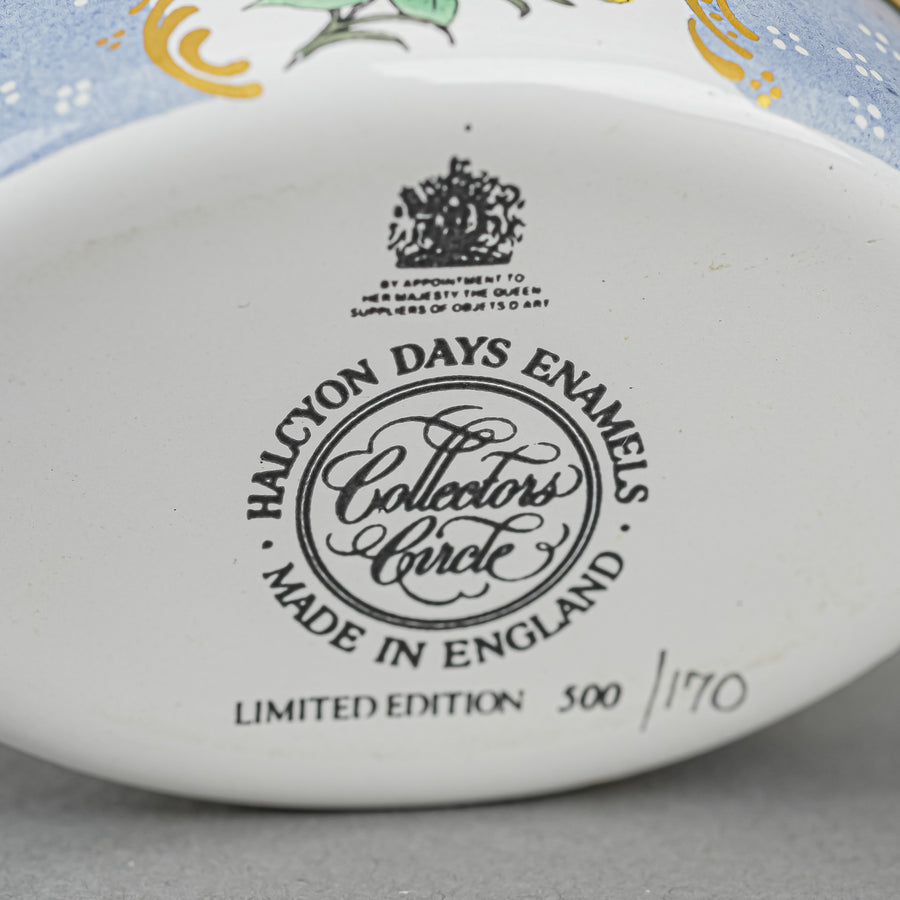 BY APPOINTMENT TO
HER MAJESTY THE QUEEN
SUPPLIERS OF OBJETS D ART
HALCYON DAYS ENAMELS
Collectors
Circle
· MADE IN ENGLAND ·
LIMITED EDITION 500 /170